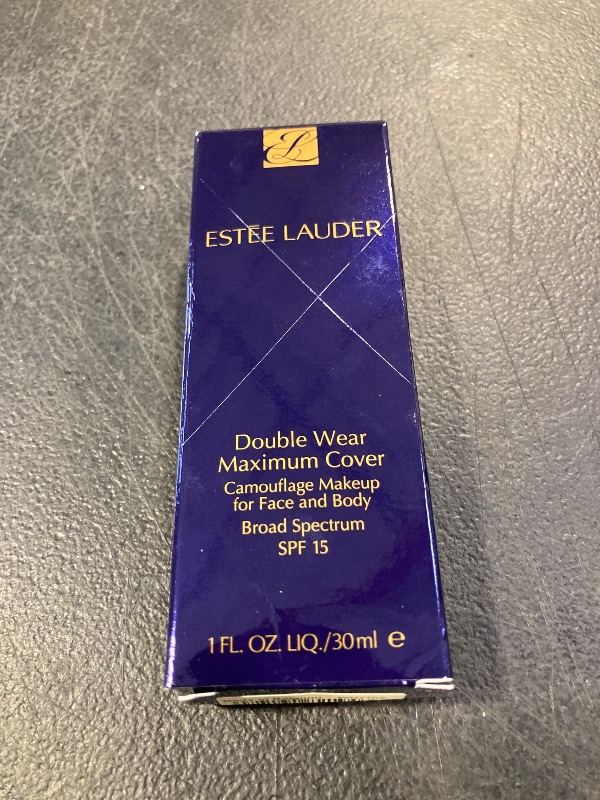 ESTĒE LAUDER
Double Wear
Maximum Cover
Camouflage Makeup
for Face and Body
Broad Spectrum
SPF 15
1 FL. OZ. LIQ./30ml e